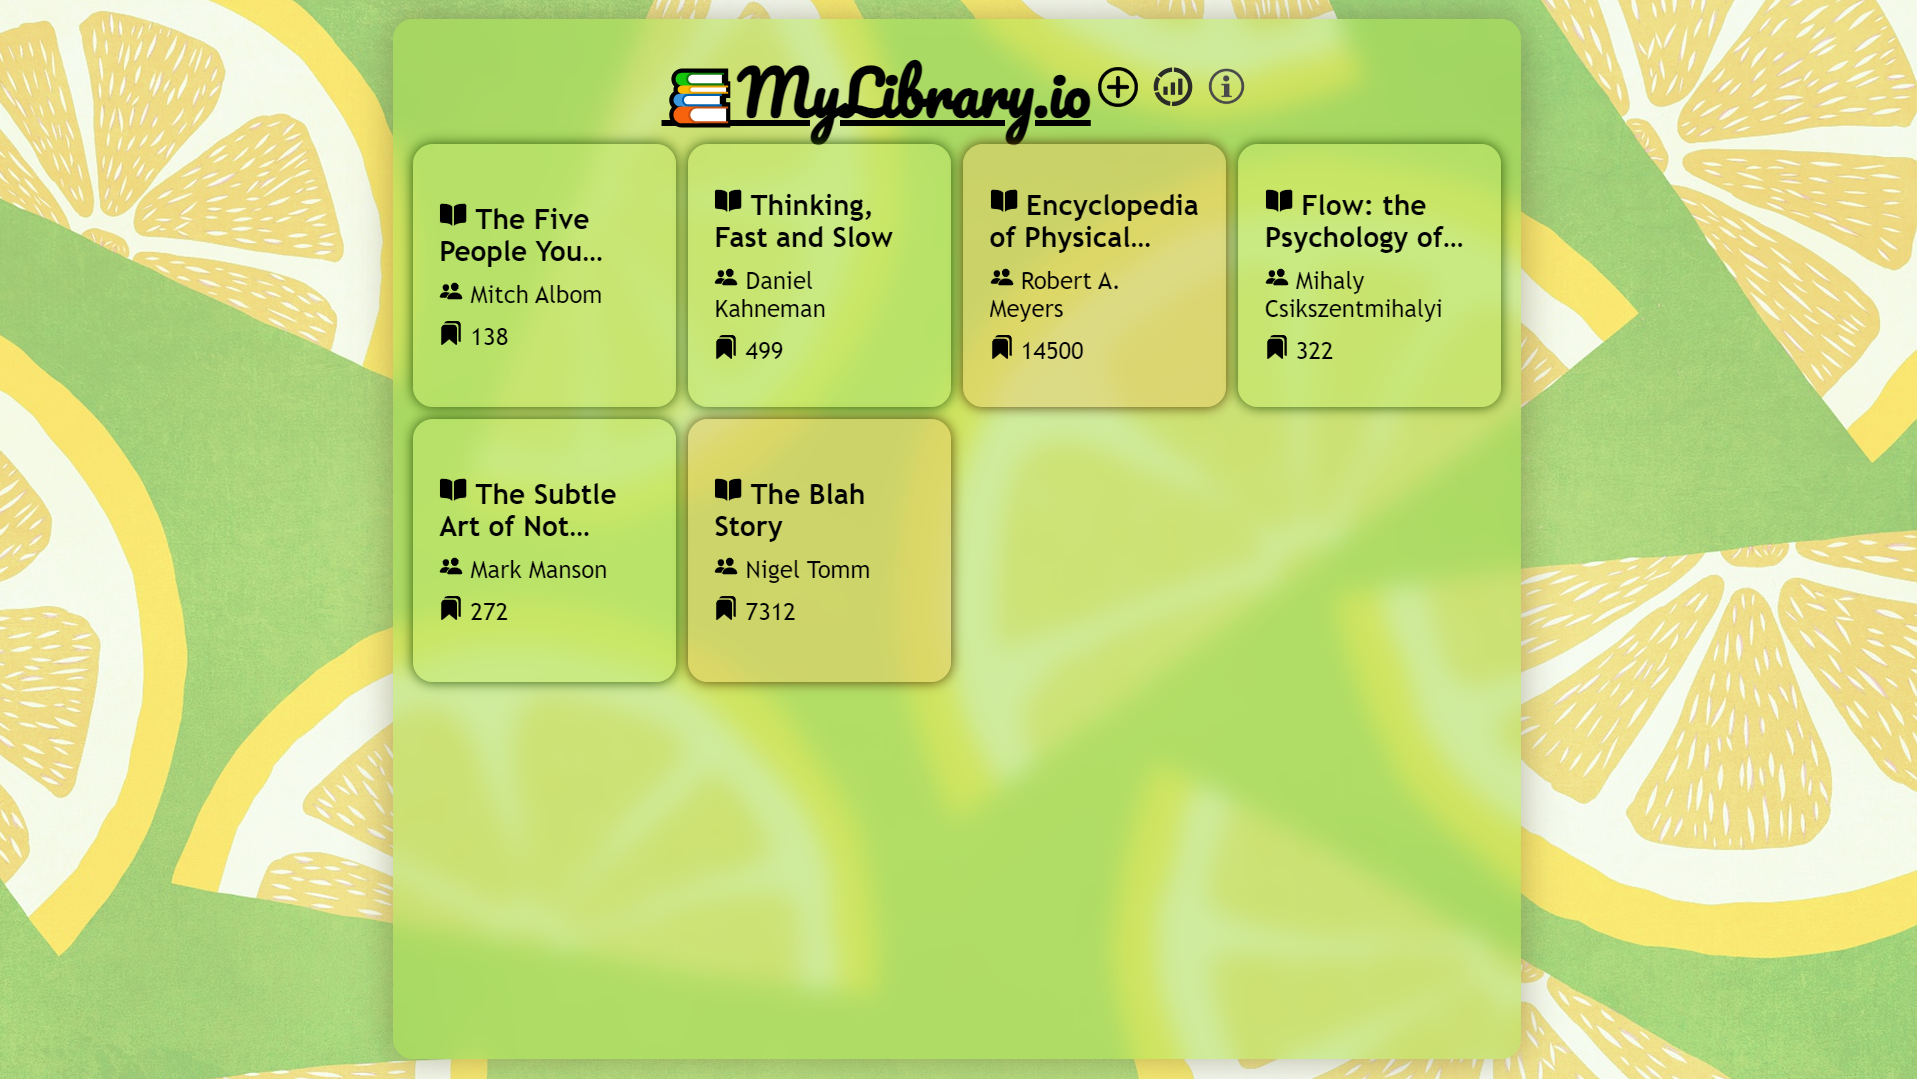 MyLibrary.io
The Five
People You...
Mitch Albom
138
Thinking,
Fast and Slow
Daniel
Kahneman
499
Encyclopedia
of Physical...
Robert A.
Meyers
14500
Flow: the
Psychology of...
Mihaly
Csikszentmihalyi
322
The Subtle
Art of Not...
Mark Manson
272
The Blah
Story
Nigel Tomm
7312